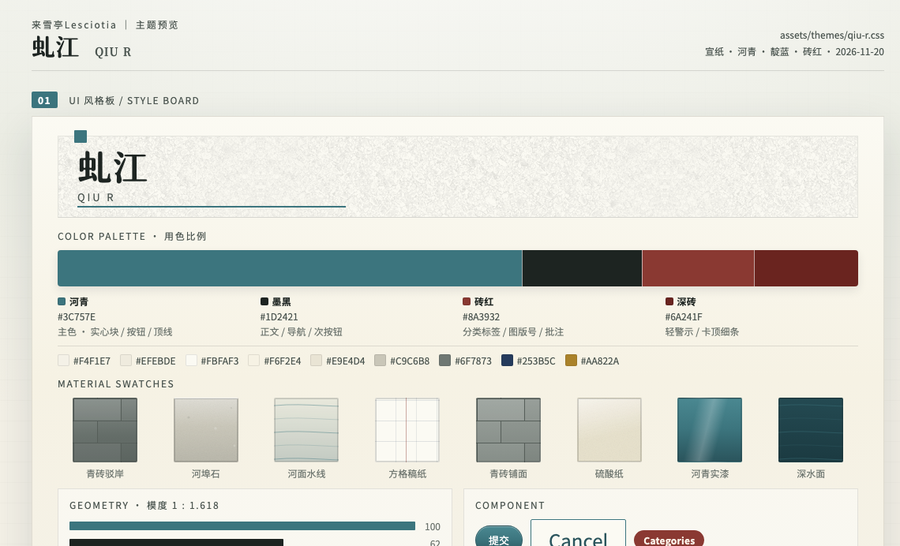 来雪亭Lesciotia ｜ 主题预览
虬江 QIU R
assets/themes/qiu-r.css
宣纸 · 河青 · 靛蓝 · 砖红 · 2026-11-20
01 UI 风格板 / STYLE BOARD
虬江
QIU R
COLOR PALETTE · 用色比例
河青
#3C757E
主色 · 实心块 / 按钮 / 顶线
墨黑
#1D2421
正文 / 导航 / 次按钮
砖红
#8A3932
分类标签 / 图版号 / 批注
深砖
#6A241F
轻警示 / 卡顶细条
#F4F1E7 #EFEBDE #FBFAF3 #F6F2E4 #E9E4D4 #C9C6B8 #6F7873 #253B5C #AA822A
MATERIAL SWATCHES
青砖驳岸 河埠石 河面水线 方格稿纸 青砖铺面 硫酸纸 河青实漆 深水面
GEOMETRY · 模度 1 : 1.618
100
62
COMPONENT
提交 Cancel Categories